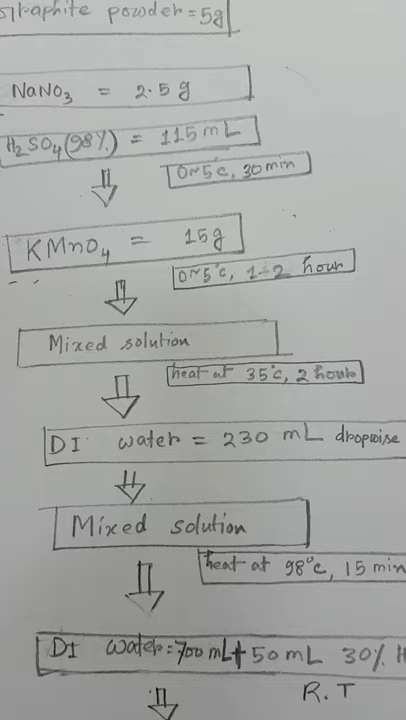 Graphite powder = 5g
NaNO3 = 2.5 g
H2SO4 (98%) = 115 mL
0~5°C, 30 min
KMnO4 = 15g
0~5°C, 1~2 hour
Mixed solution
heat at 35°C, 2 hour
DI water = 230 mL dropwise
Mixed solution
heat at 98°C, 15 min
DI water = 700 mL + 50 mL 30% H
R.T